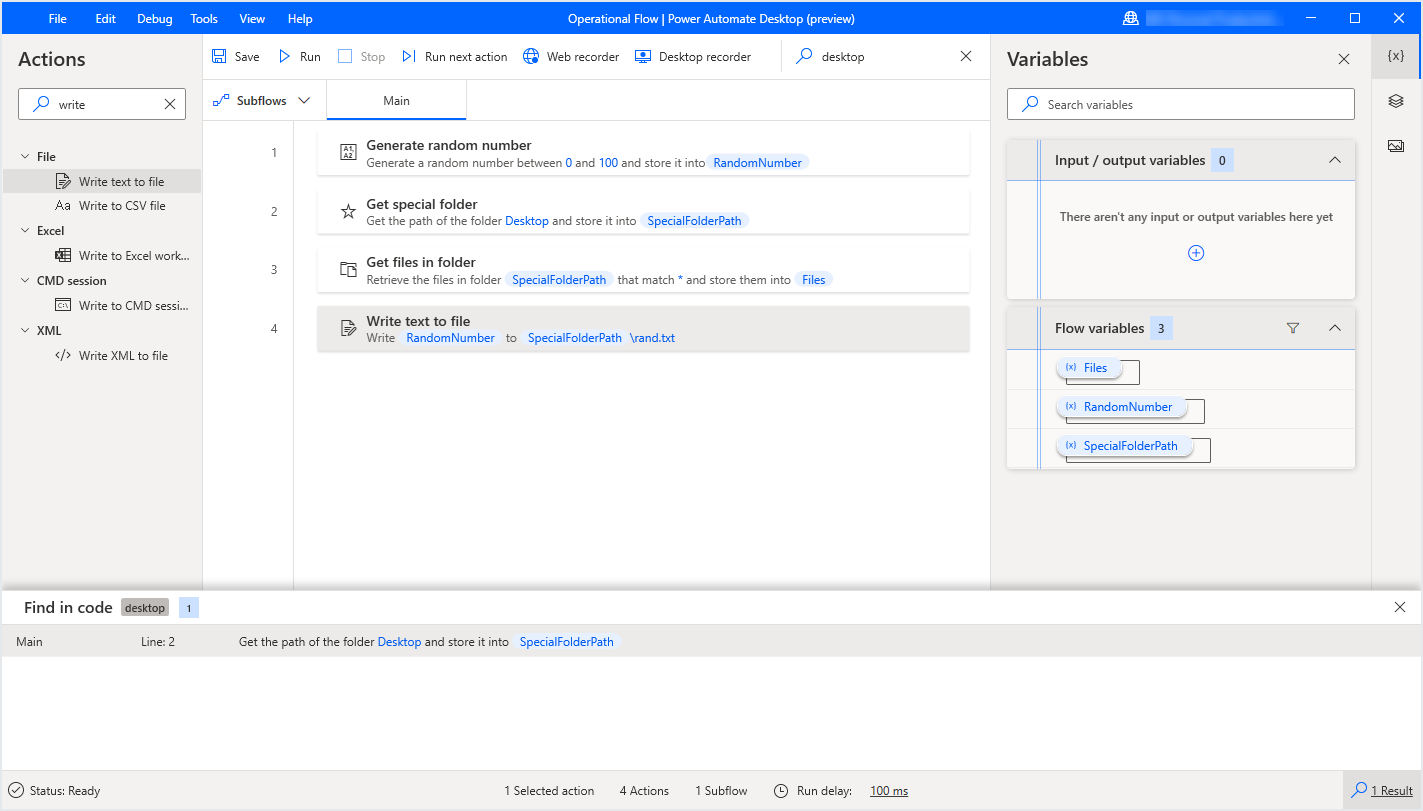 File Edit Debug Tools View Help Operational Flow | Power Automate Desktop (preview)
Actions
write
File
Write text to file
Aa Write to CSV file
Excel
Write to Excel work...
CMD session
Write to CMD sessi...
XML
</> Write XML to file
Save Run Stop Run next action Web recorder Desktop recorder desktop
Subflows Main
1 Generate random number
Generate a random number between 0 and 100 and store it into RandomNumber
2 Get special folder
Get the path of the folder Desktop and store it into SpecialFolderPath
3 Get files in folder
Retrieve the files in folder SpecialFolderPath that match * and store them into Files
4 Write text to file
Write RandomNumber to SpecialFolderPath \rand.txt
Variables
{x}
Search variables
Input / output variables 0
There aren't any input or output variables here yet
Flow variables 3
(x) Files
(x) RandomNumber
(x) SpecialFolderPath
Find in code desktop 1
Main Line: 2 Get the path of the folder Desktop and store it into SpecialFolderPath
Status: Ready 1 Selected action 4 Actions 1 Subflow Run delay: 100 ms 1 Result